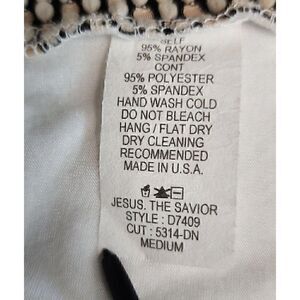 SELF
95% RAYON
5% SPANDEX
CONT
95% POLYESTER
5% SPANDEX
HAND WASH COLD
DO NOT BLEACH
HANG / FLAT DRY
DRY CLEANING
RECOMMENDED
MADE IN U.S.A.
JESUS. THE SAVIOR
STYLE : D7409
CUT : 5314-DN
MEDIUM